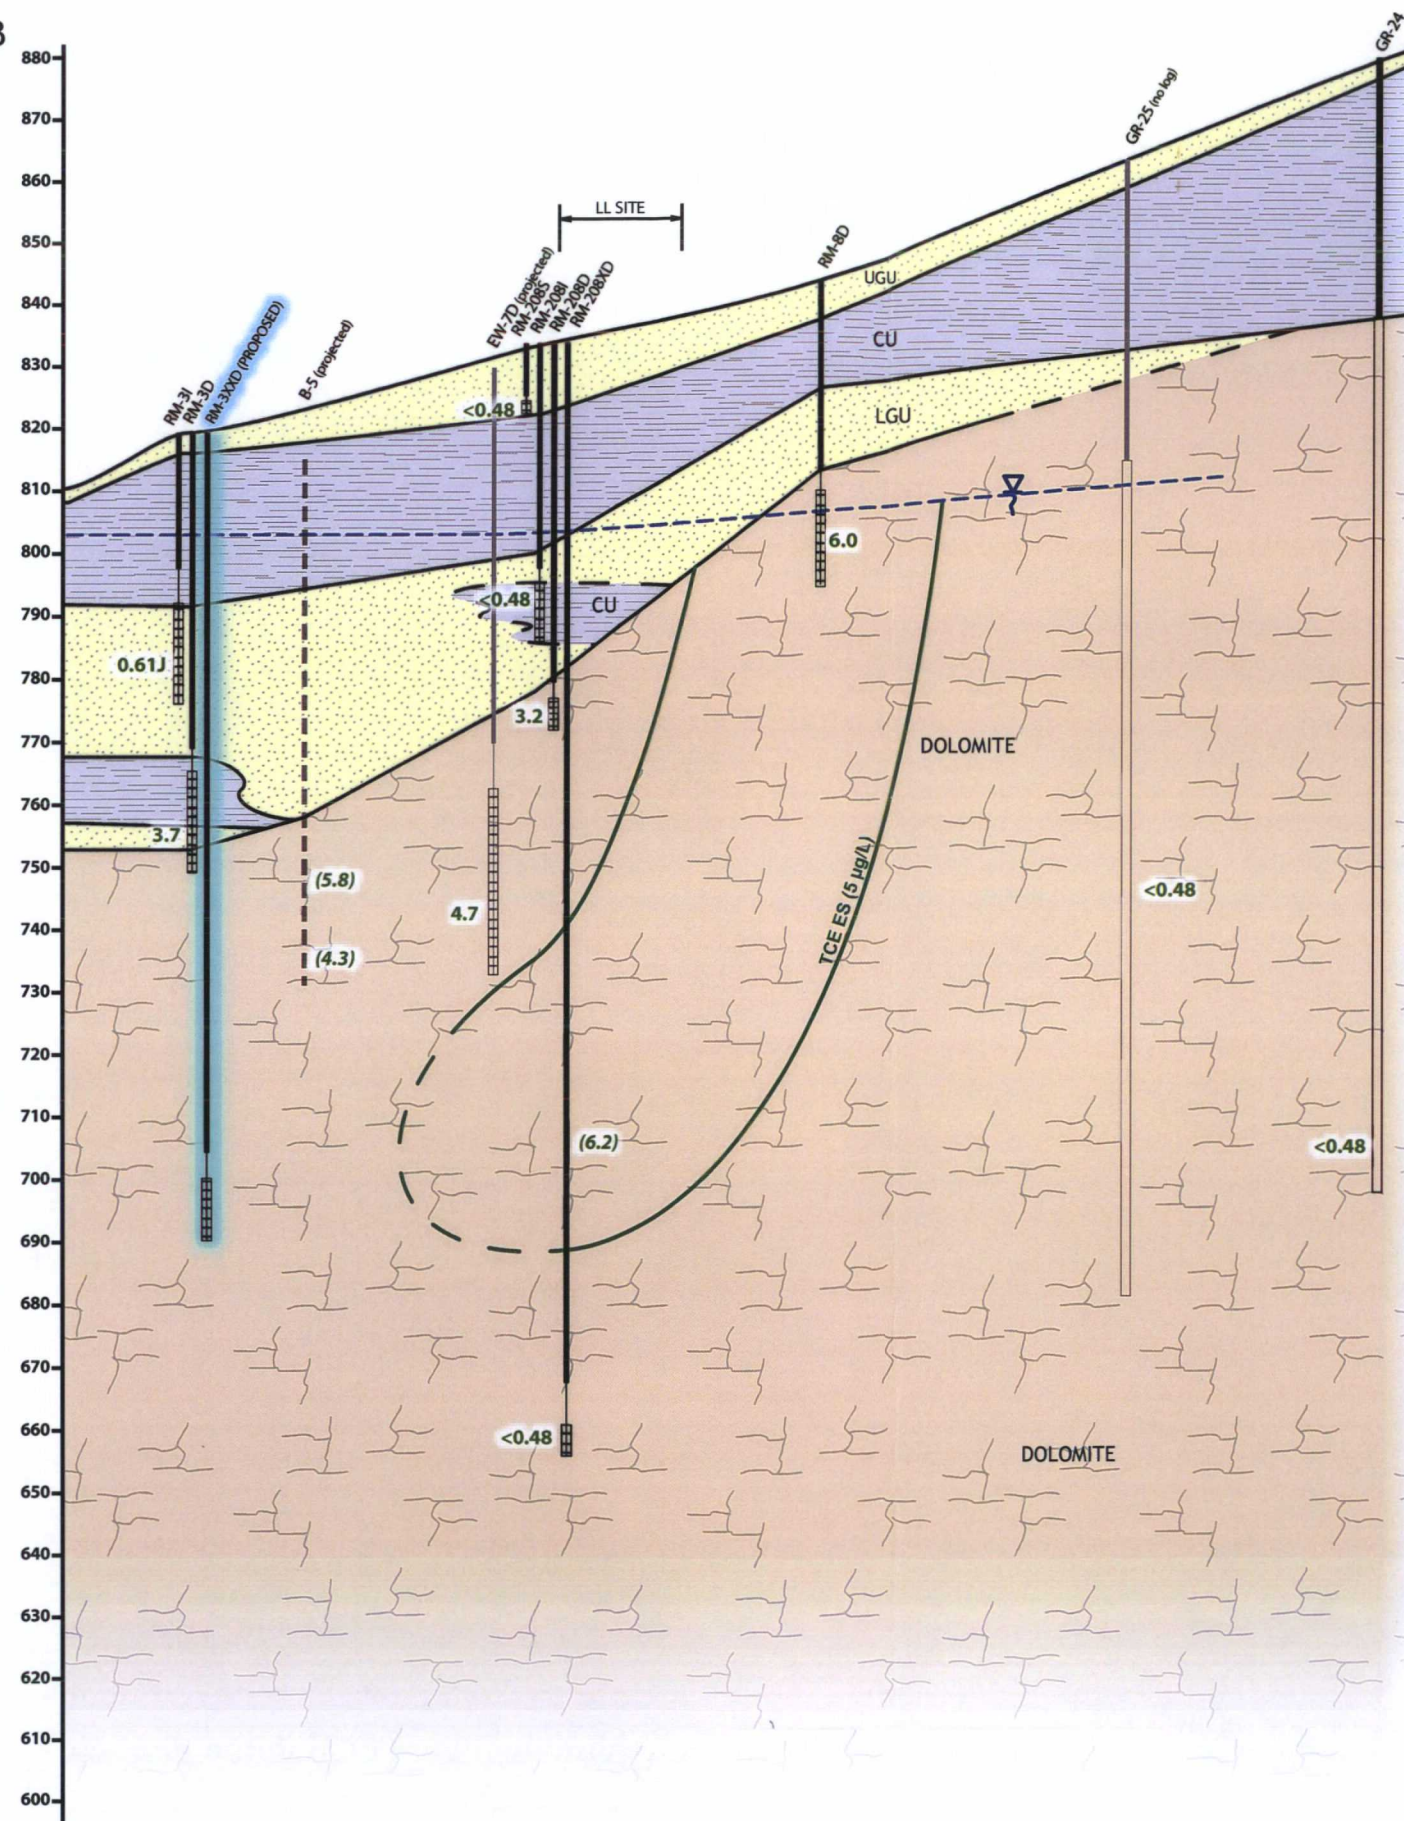 B
880
870
860
850
840
830
820
810
800
790
780
770
760
750
740
730
720
710
700
690
680
670
660
650
640
630
620
610
600
RM-3I
RM-3D
RM-3XXD (PROPOSED)
B-5 (projected)
EW-7D (projected)
RM-208S
RM-208I
RM-208D
RM-208XD
LL SITE
RM-8D
GR-25 (no log)
GR-24
UGU
CU
LGU
<0.48
<0.48
CU
6.0
0.61J
3.2
DOLOMITE
3.7
(5.8)
4.7
(4.3)
TCE ES (5 µg/L)
<0.48
(6.2)
<0.48
<0.48
DOLOMITE